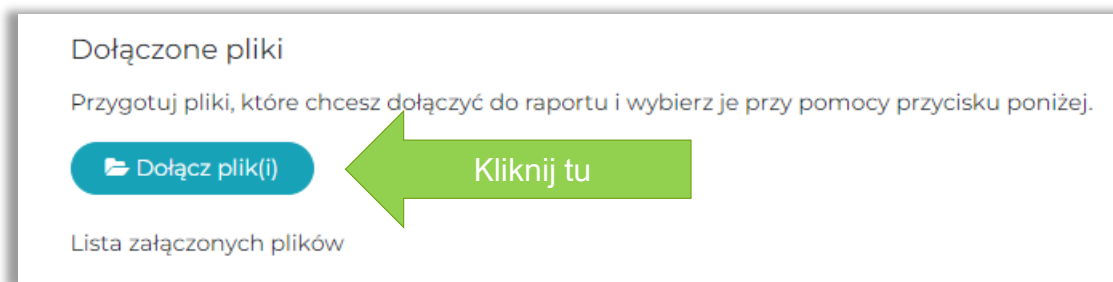 Dołączone pliki
Przygotuj pliki, które chcesz dołączyć do raportu i wybierz je przy pomocy przycisku poniżej.
Dołącz plik(i)
Kliknij tu
Lista załączonych plików